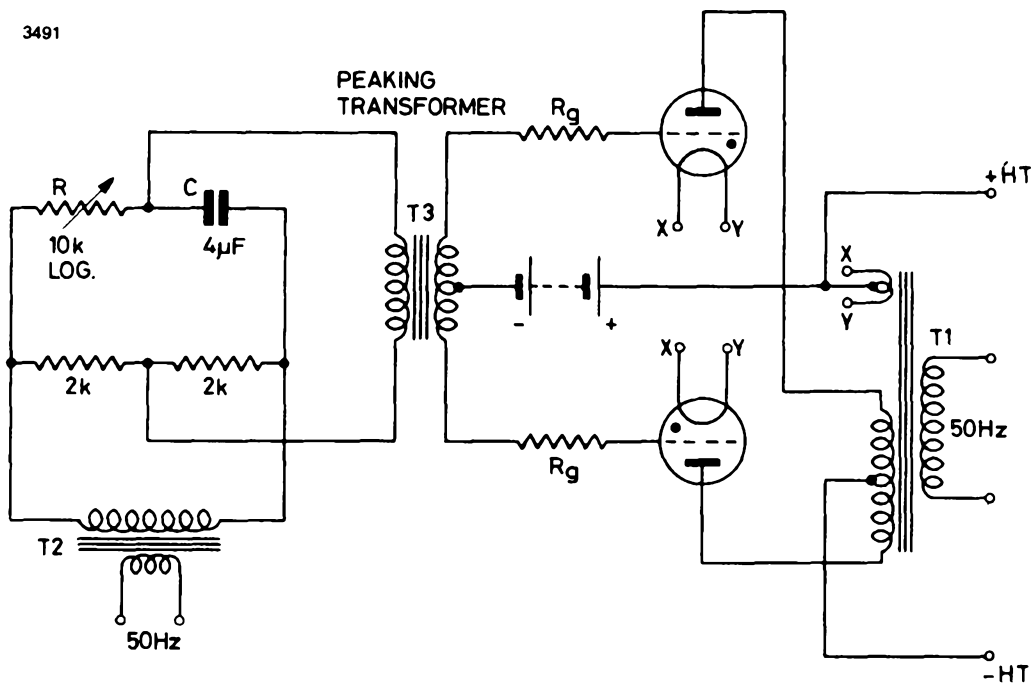 3491
PEAKING
TRANSFORMER
Rg
R
C
10k
LOG.
4µF
T3
X
Y
+HT
X
Y
-
+
2k
2k
X
Y
T1
50Hz
Rg
T2
50Hz
-HT